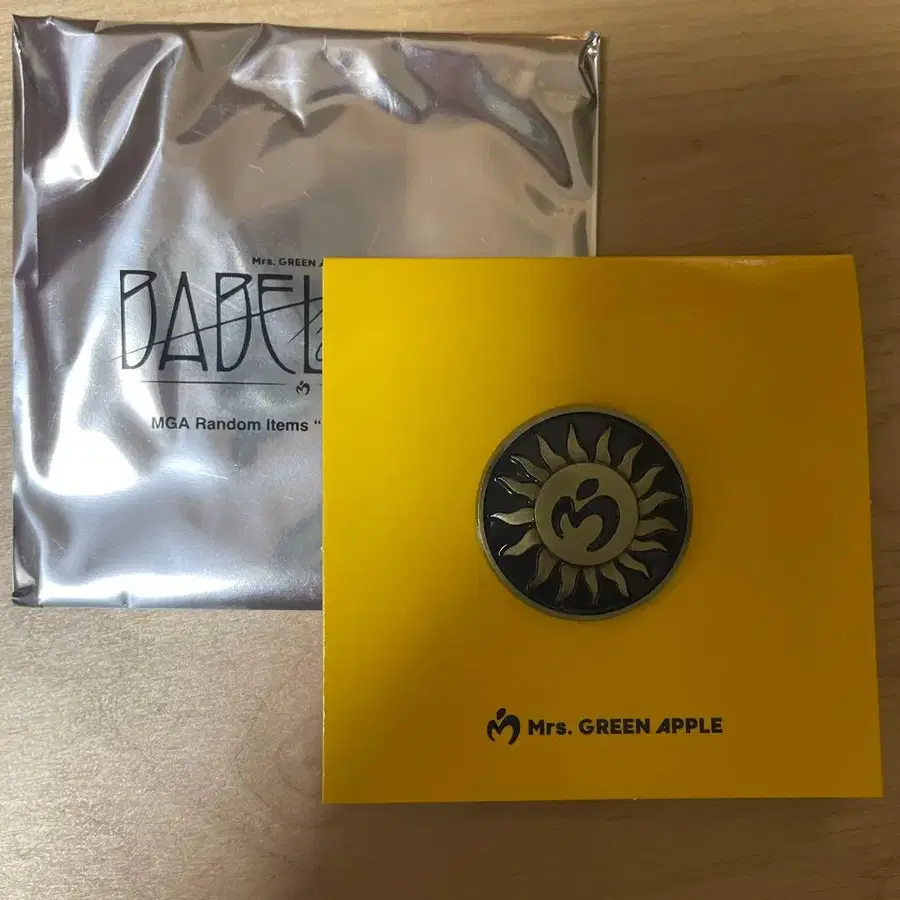 Mrs. GREEN
BABEL
MGA Random Items “
Mrs. GREEN APPLE